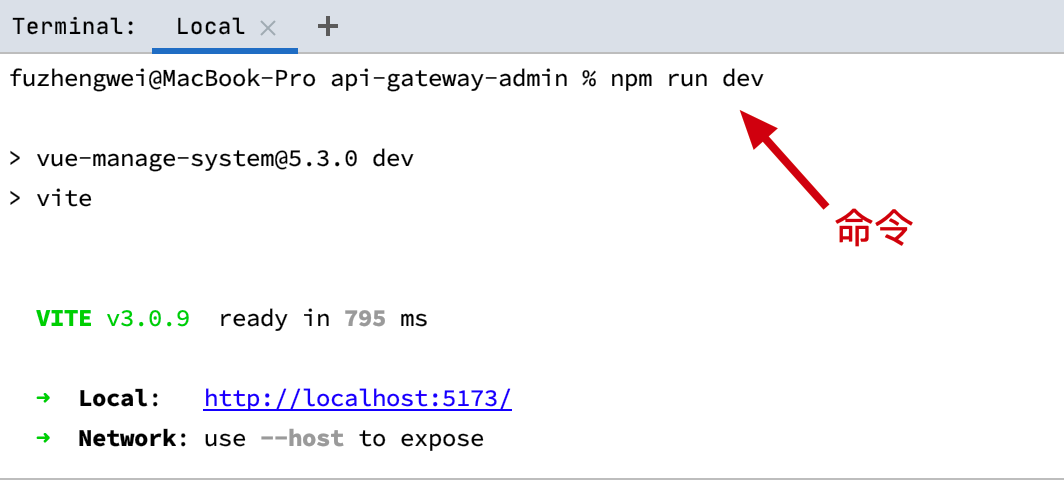 Terminal: Local × +
fuzhengwei@MacBook-Pro api-gateway-admin % npm run dev
> vue-manage-system@5.3.0 dev
> vite
命令
VITE v3.0.9 ready in 795 ms
➜ Local: http://localhost:5173/
➜ Network: use --host to expose